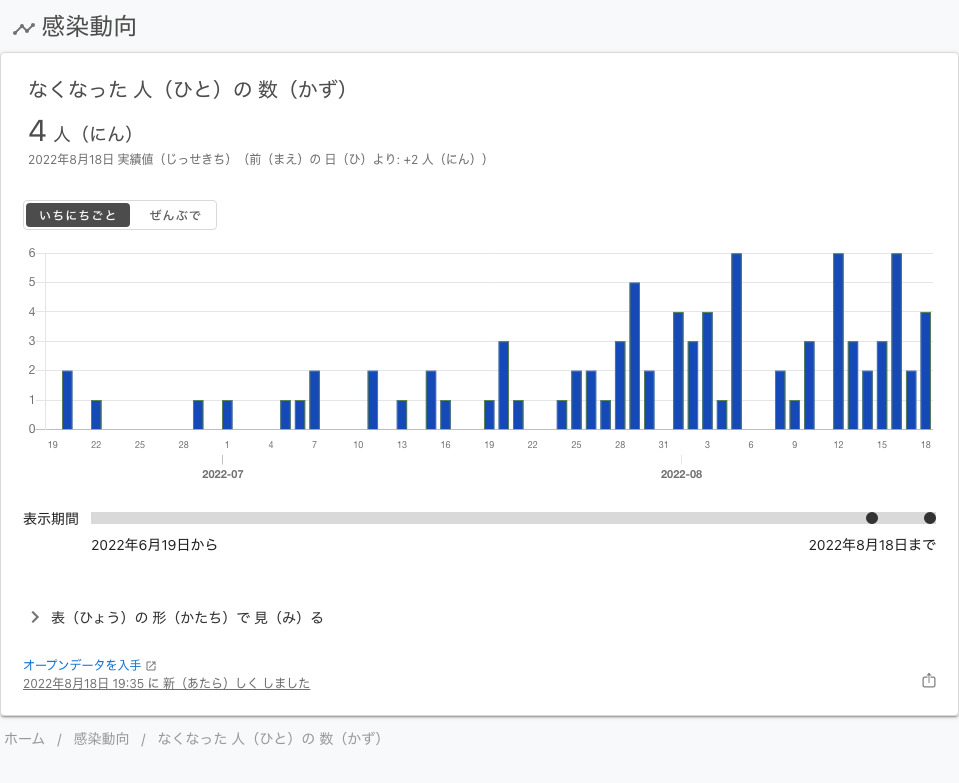 感染動向
なくなった 人（ひと）の 数（かず）
4 人（にん）
2022年8月18日 実績値（じっせきち）（前（まえ）の 日（ひ）より: +2 人（にん））
いちにちごと ぜんぶで
6
5
4
3
2
1
0
19 22 25 28 1 4 7 10 13 16 19 22 25 28 31 3 6 9 12 15 18
2022-07 2022-08
表示期間
2022年6月19日から 2022年8月18日まで
表（ひょう）の 形（かたち）で 見（み）る
オープンデータを入手
2022年8月18日 19:35 に 新（あたら）しく しました
ホーム / 感染動向 / なくなった 人（ひと）の 数（かず）